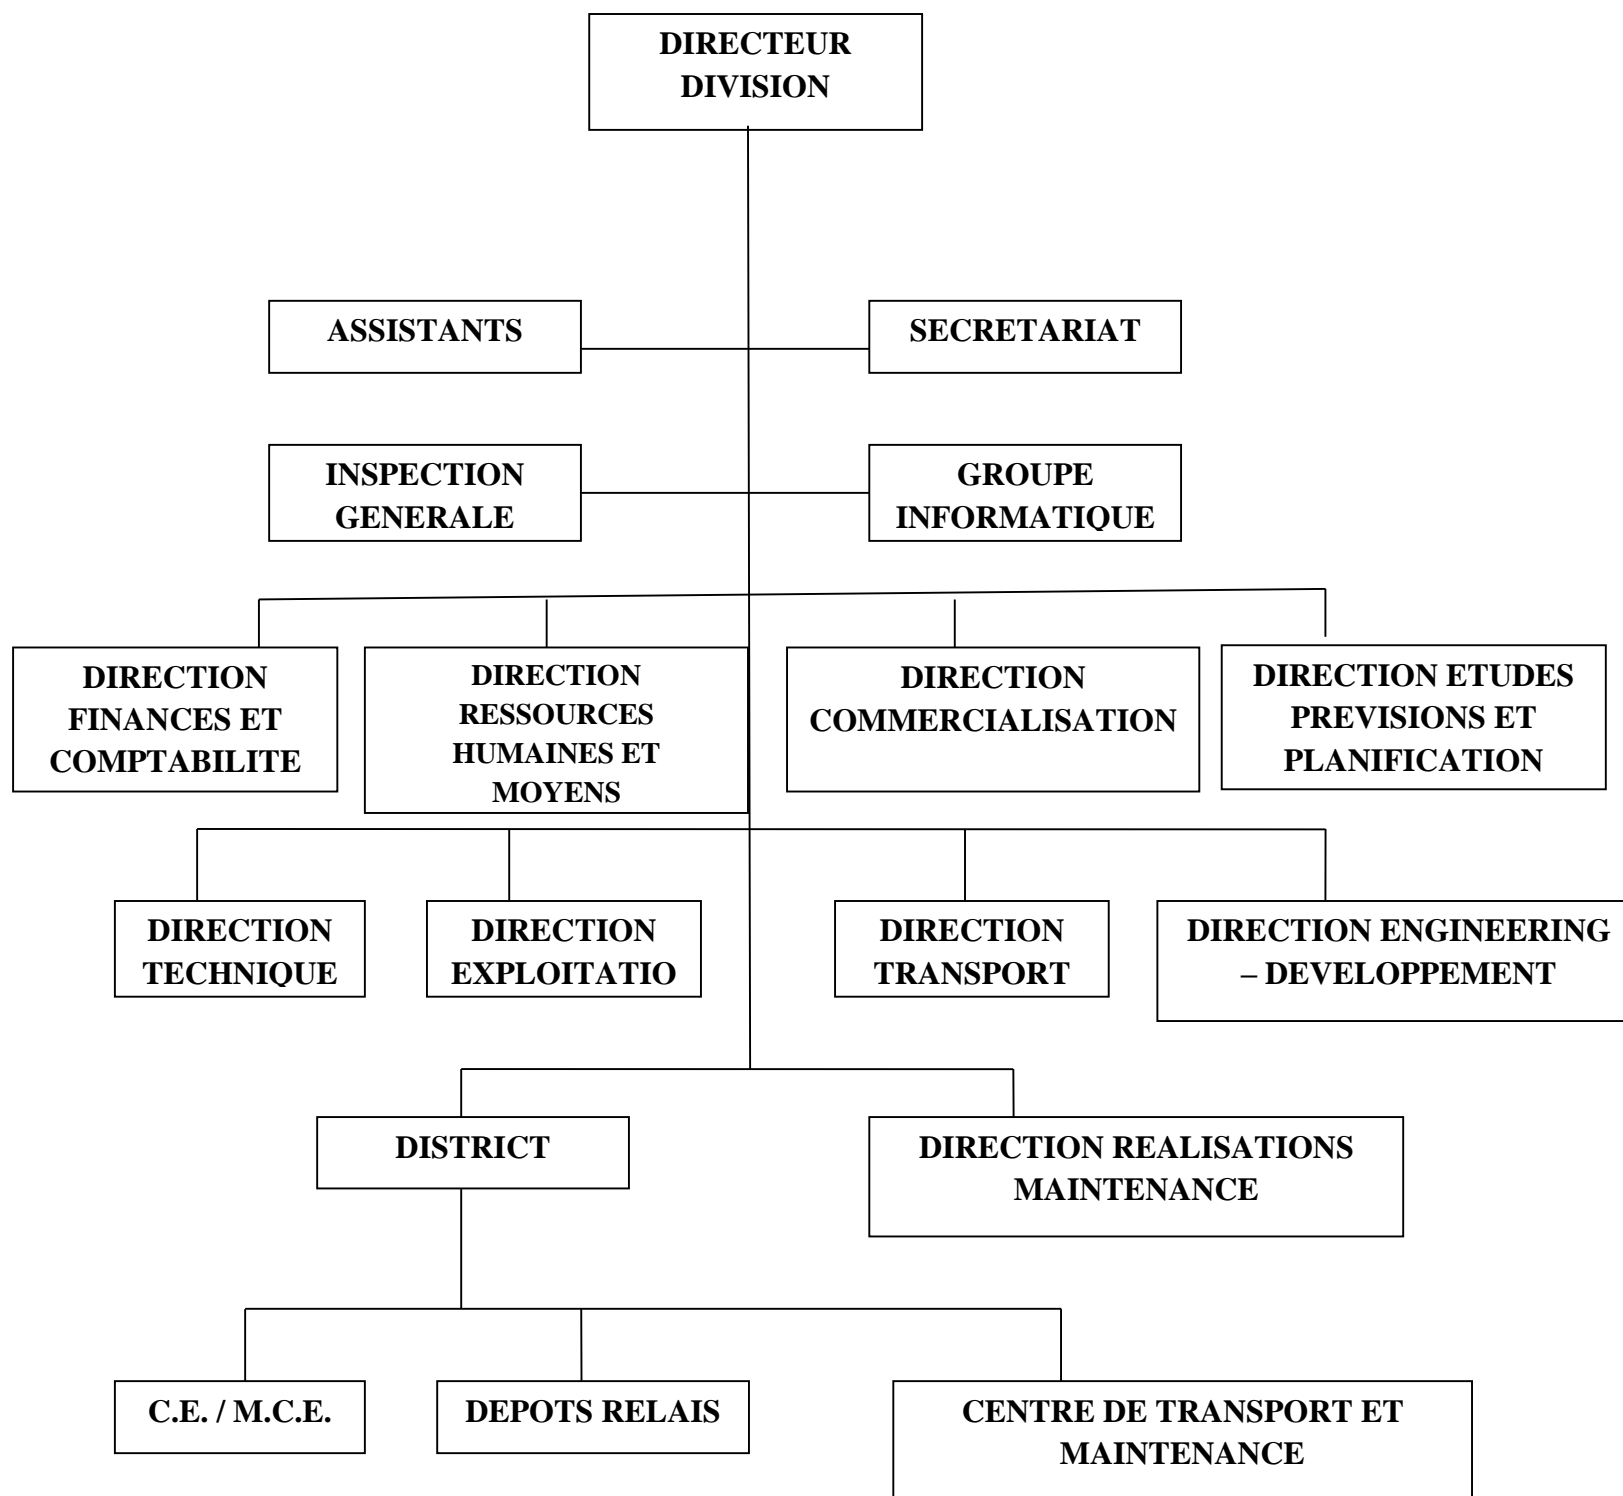 DIRECTEUR
DIVISION
ASSISTANTS
SECRETARIAT
INSPECTION
GENERALE
GROUPE
INFORMATIQUE
DIRECTION
FINANCES ET
COMPTABILITE
DIRECTION
RESSOURCES
HUMAINES ET
MOYENS
DIRECTION
COMMERCIALISATION
DIRECTION ETUDES
PREVISIONS ET
PLANIFICATION
DIRECTION
TECHNIQUE
DIRECTION
EXPLOITATIO
DIRECTION
TRANSPORT
DIRECTION ENGINEERING
– DEVELOPPEMENT
DISTRICT
DIRECTION REALISATIONS
MAINTENANCE
C.E. / M.C.E.
DEPOTS RELAIS
CENTRE DE TRANSPORT ET
MAINTENANCE